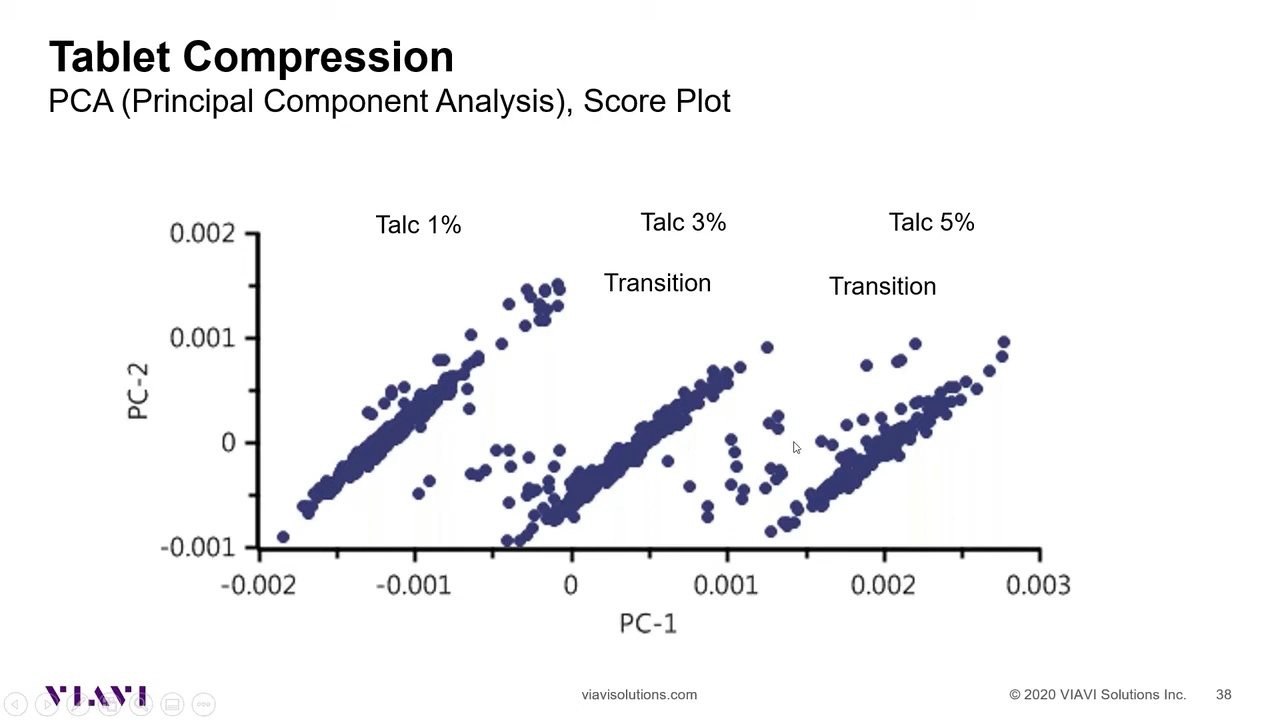 Tablet Compression
PCA (Principal Component Analysis), Score Plot
Talc 1%
Talc 3%
Talc 5%
Transition
Transition
0.002
0.001
0
-0.001
PC-2
-0.002
-0.001
0
0.001
0.002
0.003
PC-1
VIAVI
viavisolutions.com
© 2020 VIAVI Solutions Inc.
38